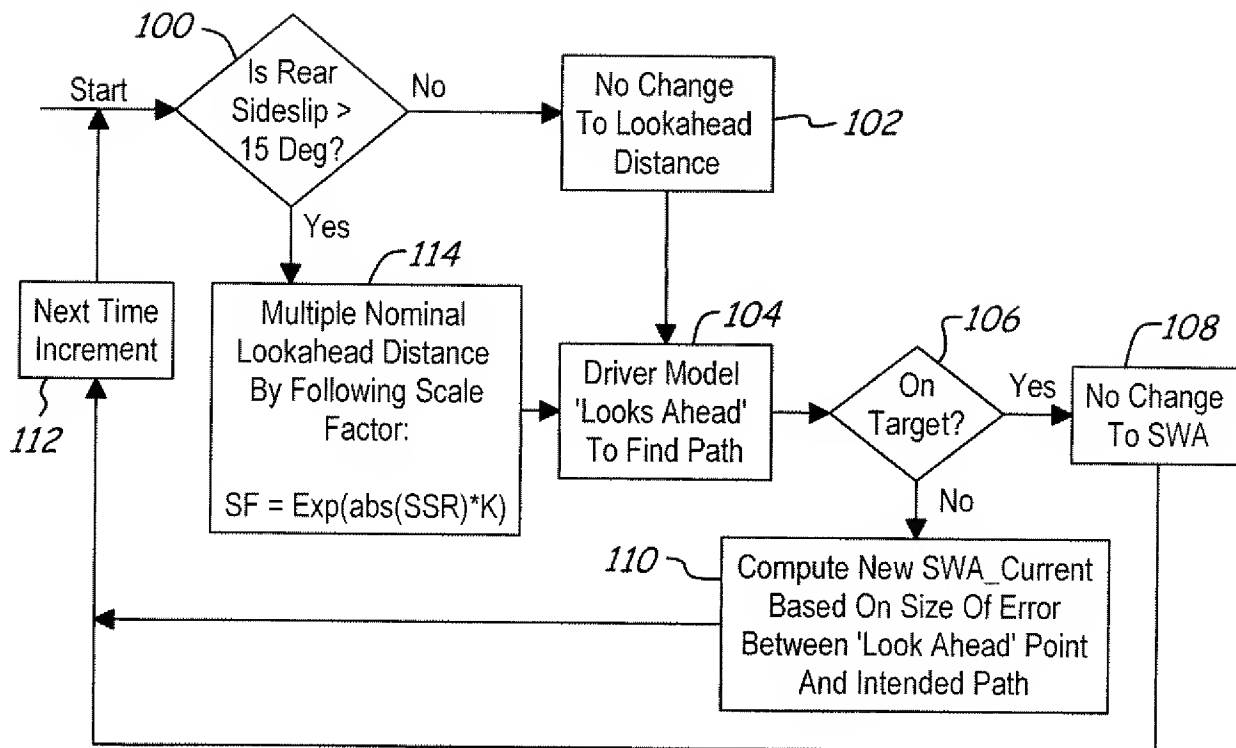 100
Start
Is Rear
Sideslip >
15 Deg?
No
No Change
To Lookahead
Distance
102
Yes
114
Multiple Nominal
Lookahead Distance
By Following Scale
Factor:
SF = Exp(abs(SSR)*K)
Next Time
Increment
112
104
Driver Model
'Looks Ahead'
To Find Path
106
On
Target?
Yes
108
No Change
To SWA
No
110
Compute New SWA_Current
Based On Size Of Error
Between 'Look Ahead' Point
And Intended Path